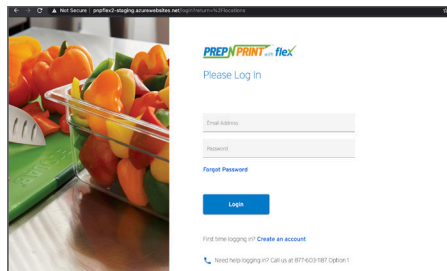 Not Secure | pnpflex2-staging.azurewebsites.net/login?return=%2Flocations
PREPNPRINT with flex
Please Log In
Email Address
Password
Forgot Password
Login
First time logging in? Create an account
Need help logging in? Call us at 877-603-1187 Option 1